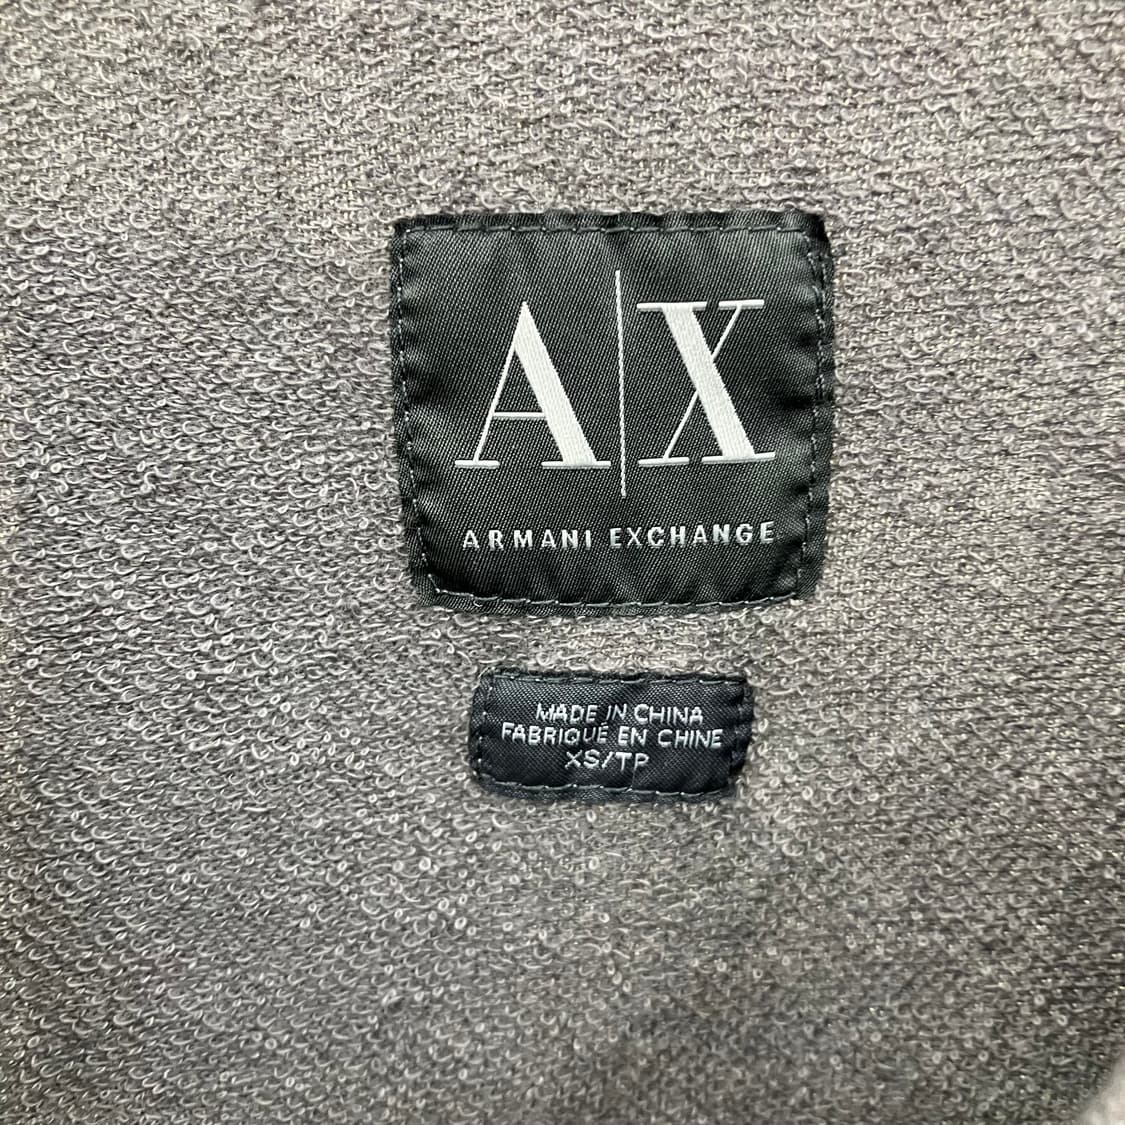 A|X
ARMANI EXCHANGE
MADE IN CHINA
FABRIQUÉ EN CHINE
XS/TP